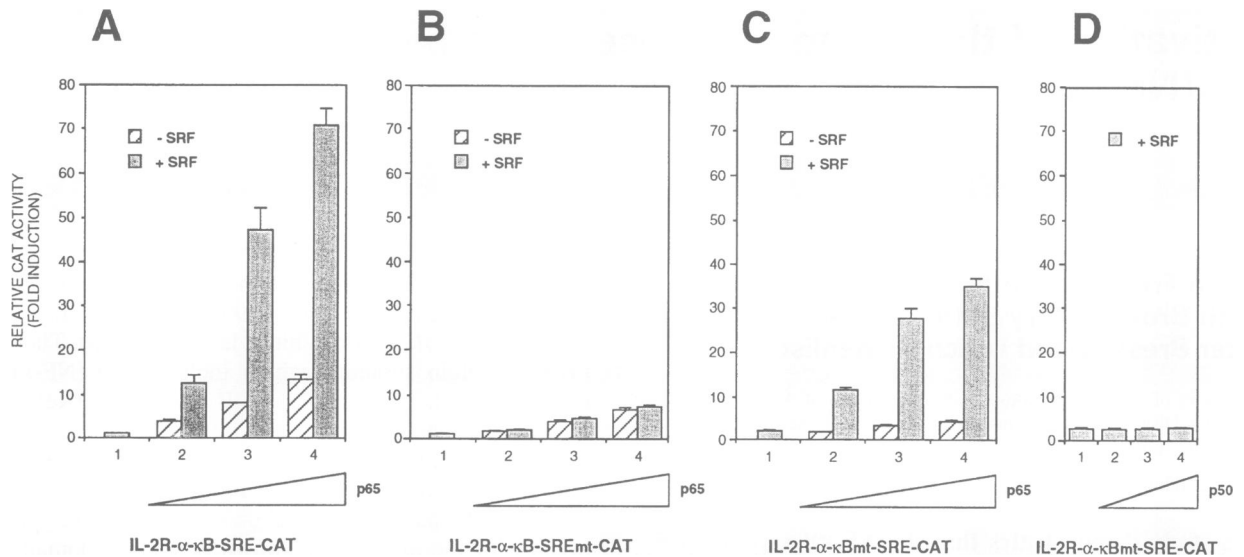 A
B
C
D
RELATIVE CAT ACTIVITY
(FOLD INDUCTION)
80
70
60
50
40
30
20
10
0
- SRF
+ SRF
1
2
3
4
p65
IL-2R-α-κB-SRE-CAT
80
70
60
50
40
30
20
10
0
- SRF
+ SRF
1
2
3
4
p65
IL-2R-α-κB-SREmt-CAT
80
70
60
50
40
30
20
10
0
- SRF
+ SRF
1
2
3
4
p65
IL-2R-α-κBmt-SRE-CAT
80
70
60
50
40
30
20
10
0
+ SRF
1
2
3
4
p50
IL-2R-α-κBmt-SRE-CAT